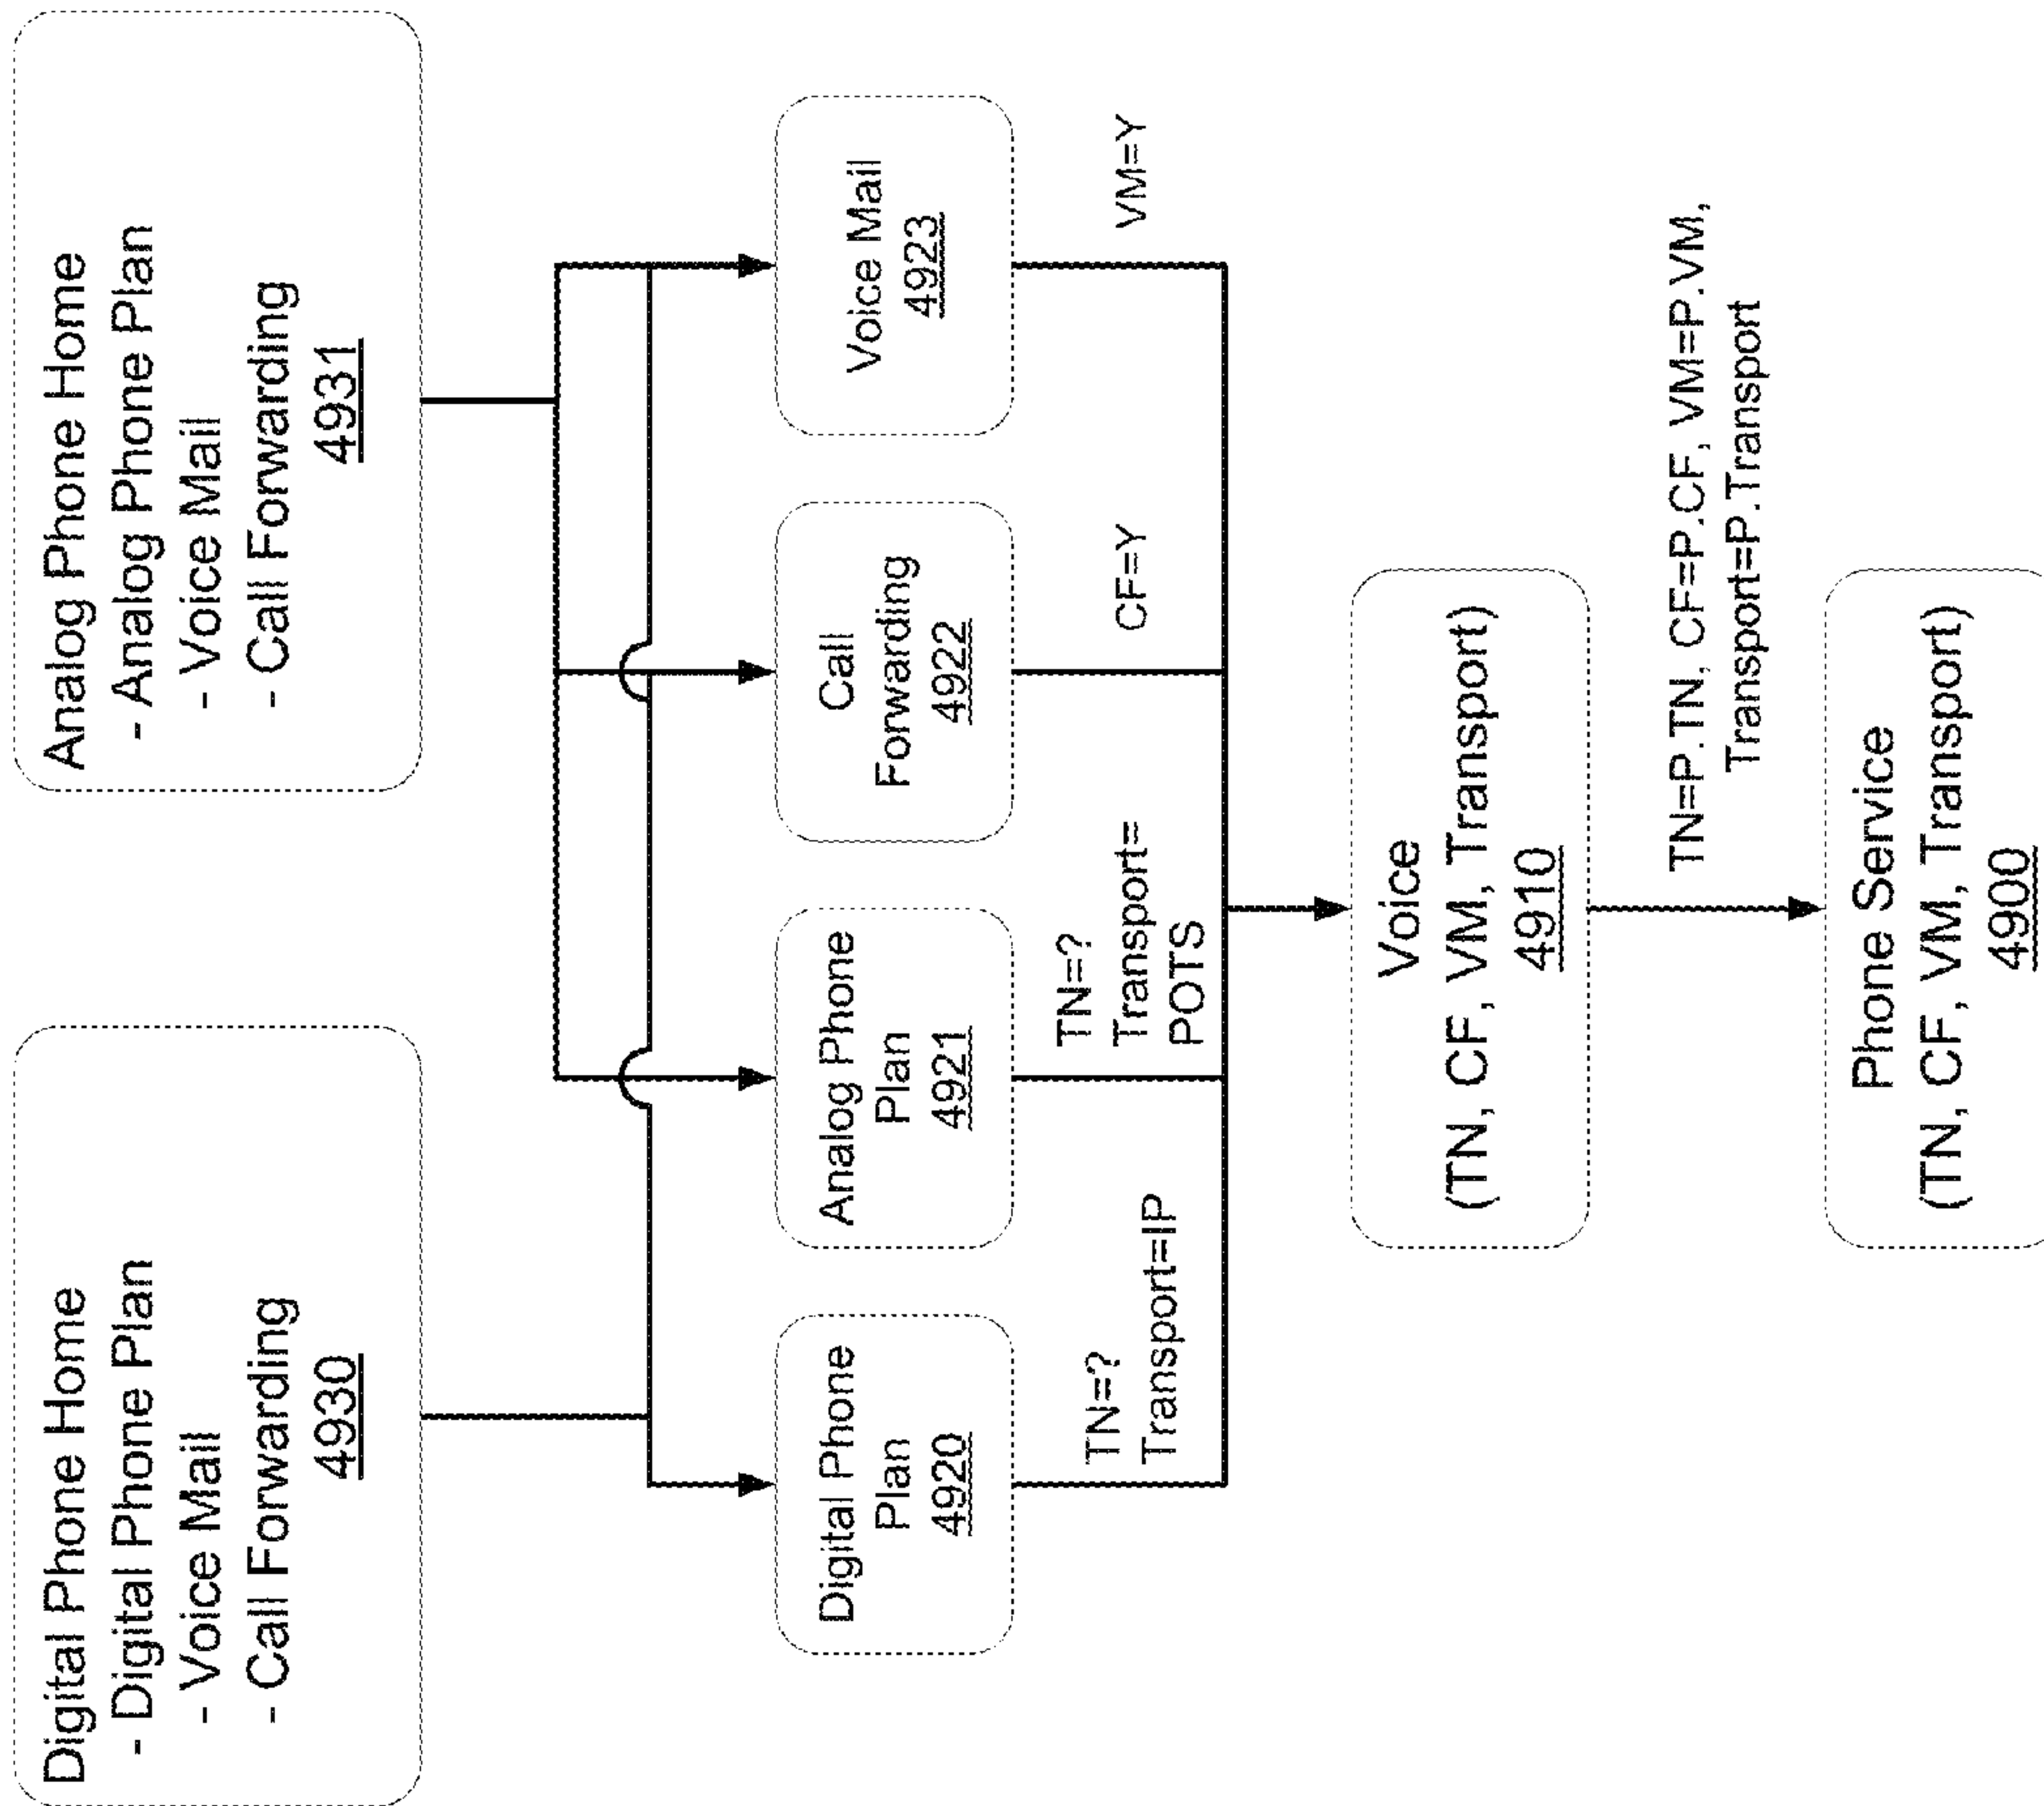 Digital Phone Home
- Digital Phone Plan
- Voice Mail
- Call Forwarding
4930
Analog Phone Home
- Analog Phone Plan
- Voice Mail
- Call Forwarding
4931
Digital Phone
Plan
4920
Analog Phone
Plan
4921
Call
Forwarding
4922
Voice Mail
4923
TN=?
Transport=IP
TN=?
Transport=
POTS
CF=Y
VM=Y
Voice
(TN, CF, VM, Transport)
4910
TN=P.TN, CF=P.CF, VM=P.VM,
Transport=P.Transport
Phone Service
(TN, CF, VM, Transport)
4900